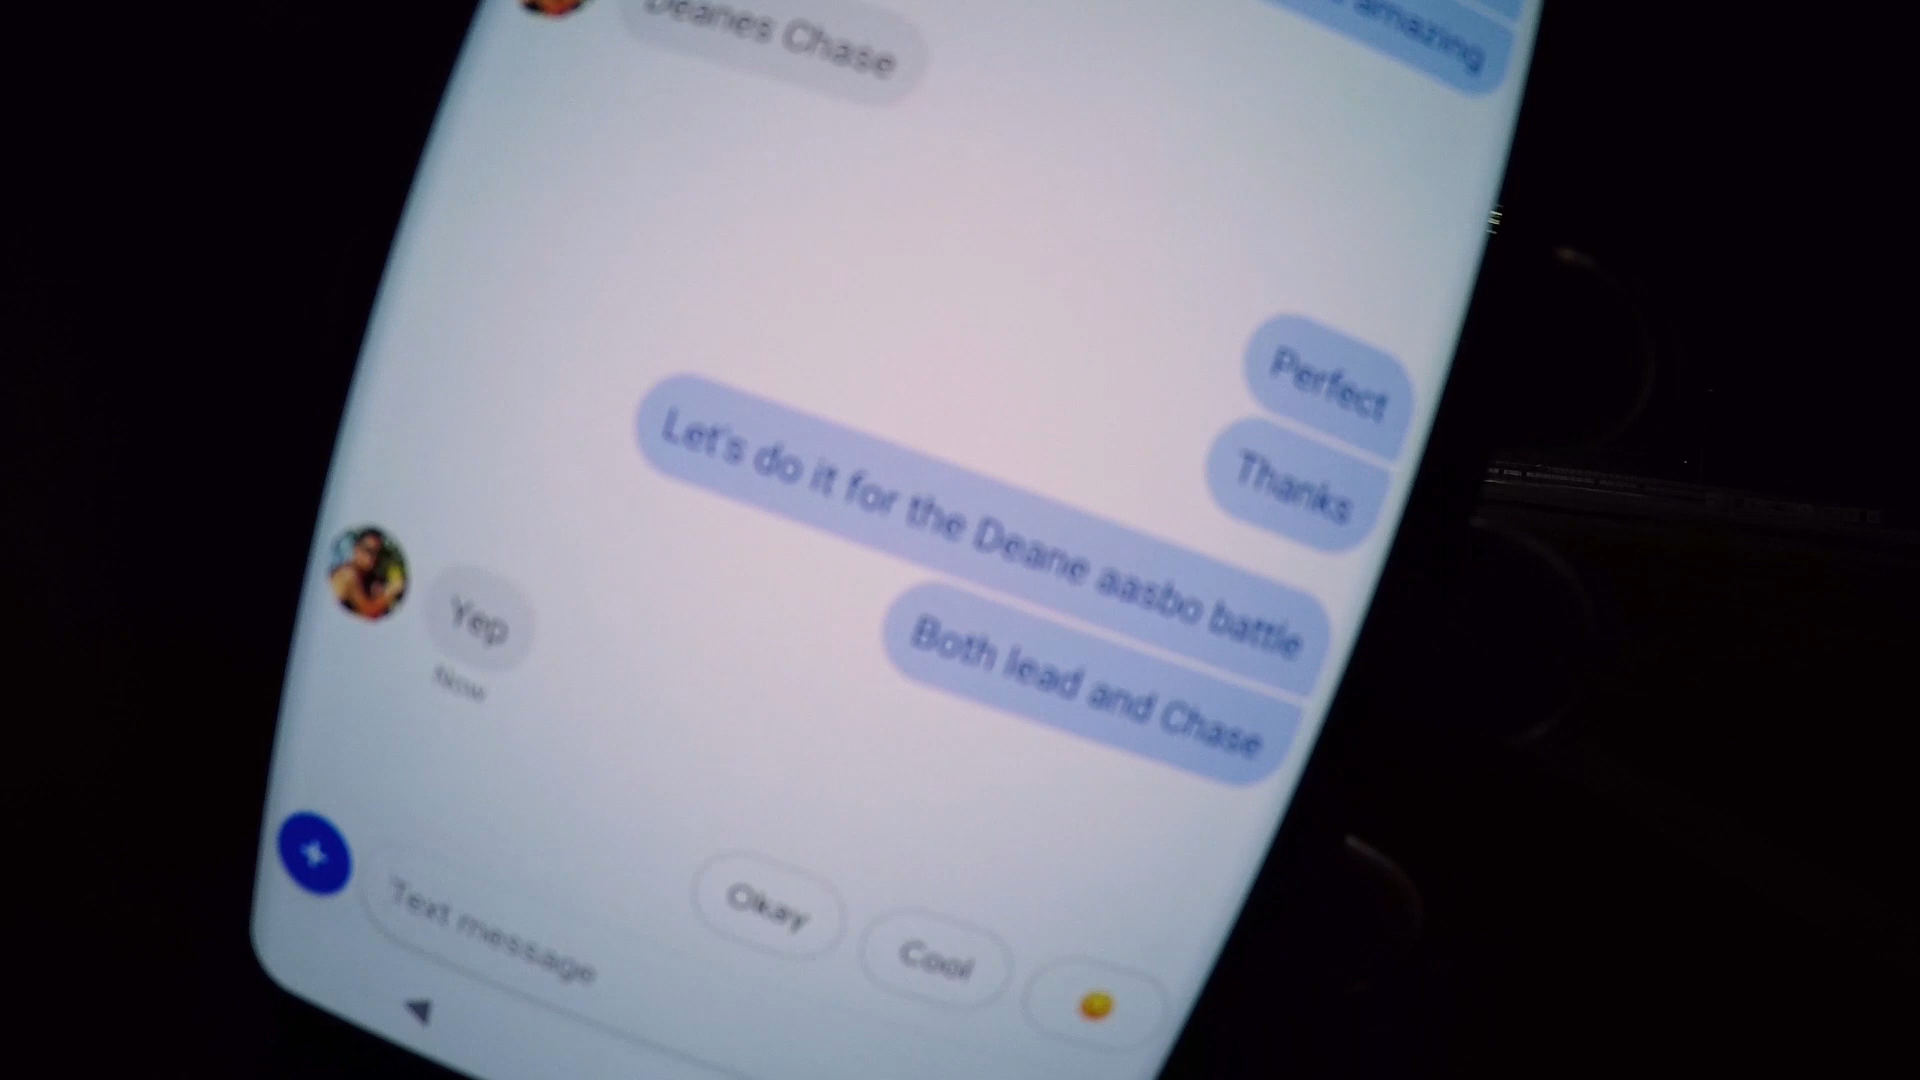 amazing
Deanes Chase
Perfect
Thanks
Let's do it for the Deane aasbo battle
Both lead and Chase
Yep
Now
Okay
Cool
Text message